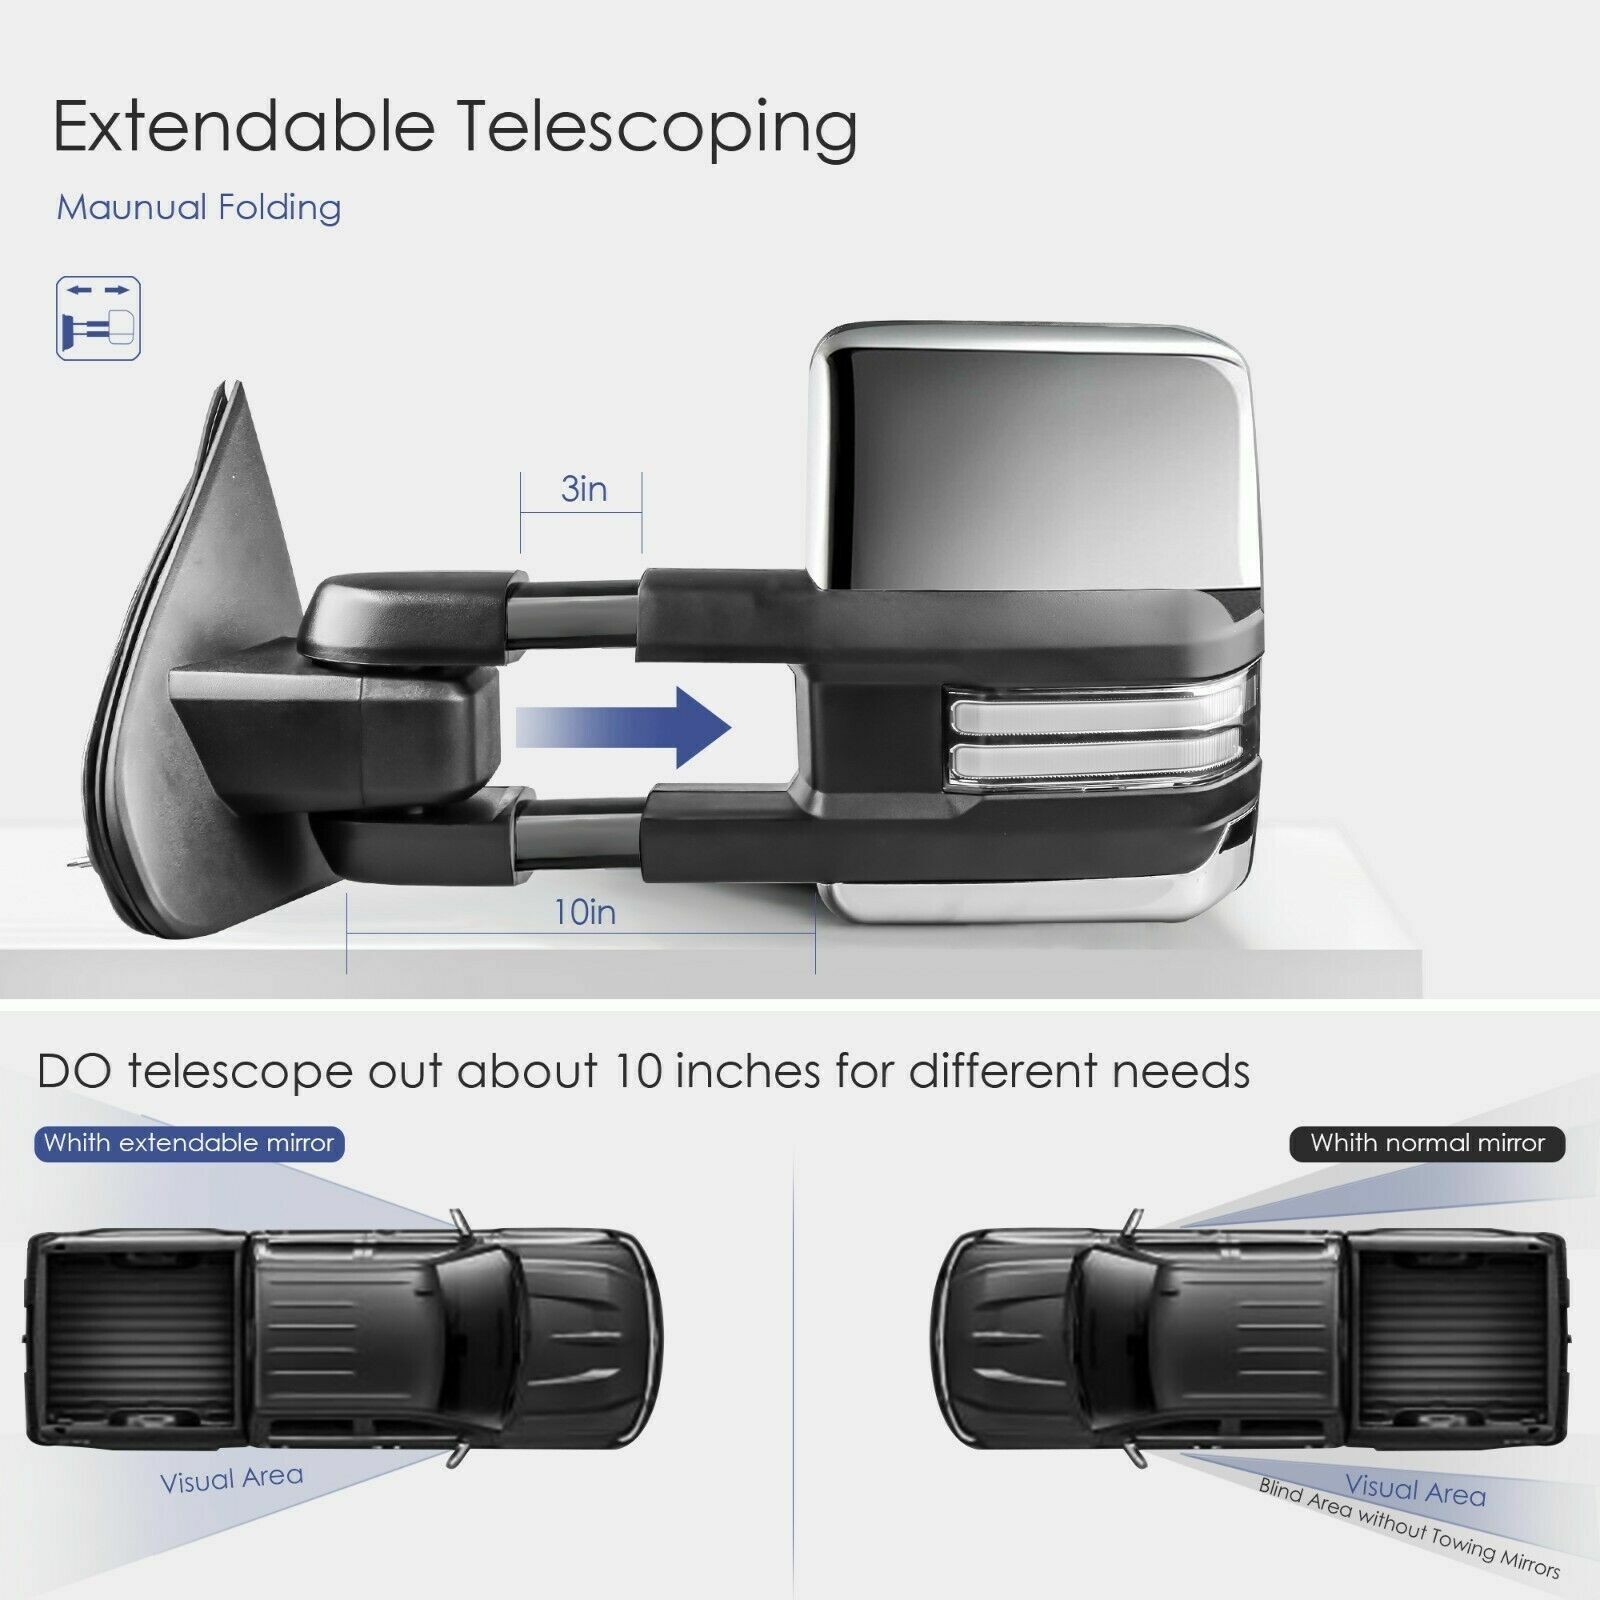 Extendable Telescoping
Maunual Folding
3in
10in
DO telescope out about 10 inches for different needs
Whith extendable mirror
Whith normal mirror
Visual Area
Visual Area
Blind Area without Towing Mirrors